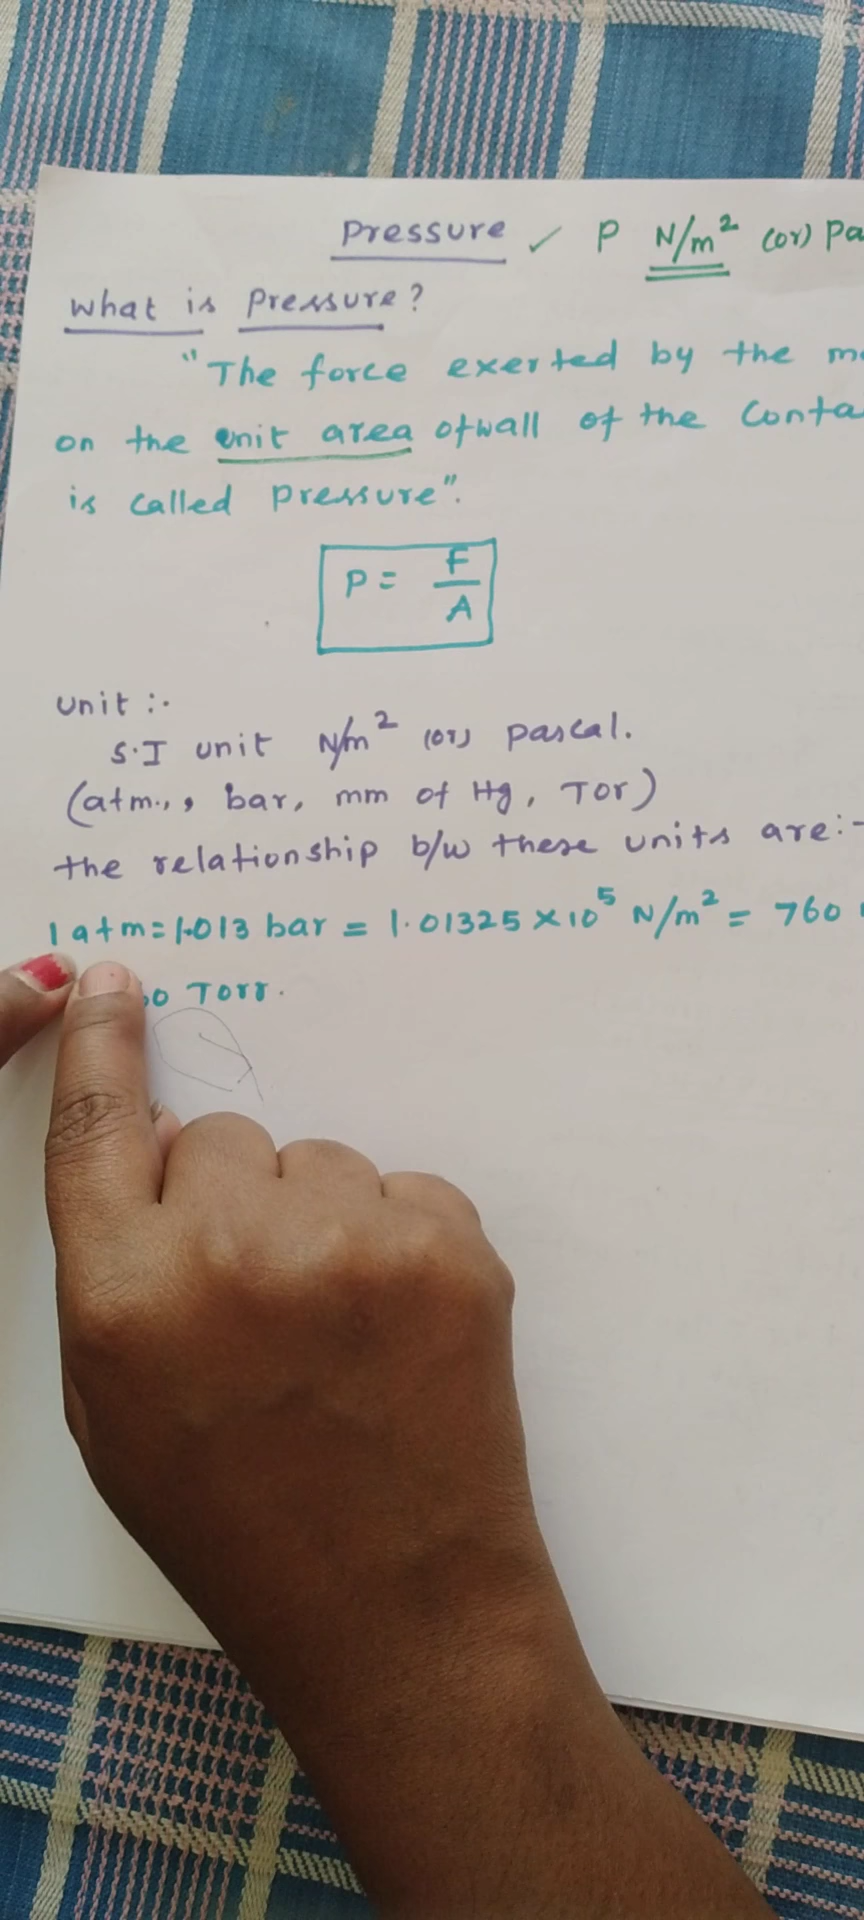 Pressure ✓ P N/m² (or) Pa
What is Pressure?
"The force exerted by the
on the unit area of wall of the
is called pressure".
P = F/A
Unit :-
S.I unit N/m² (or) pascal.
(atm., bar, mm of Hg, Tor)
the relationship b/w these units are:-
1 atm = 1.013 bar = 1.01325 × 10⁵ N/m² = 760
Torr.